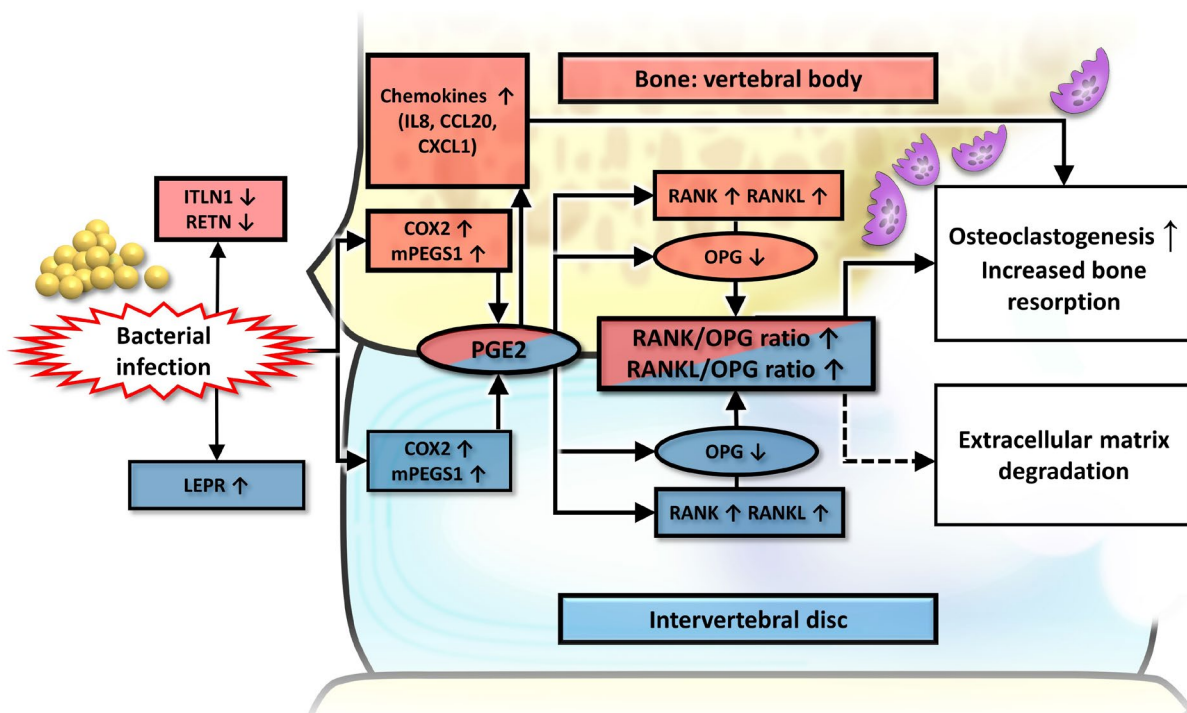 Bone: vertebral body
Chemokines ↑
(IL8, CCL20,
CXCL1)
ITLN1 ↓
RETN ↓
RANK ↑ RANKL ↑
COX2 ↑
mPEGS1 ↑
OPG ↓
Osteoclastogenesis ↑
Increased bone
resorption
Bacterial
infection
PGE2
RANK/OPG ratio ↑
RANKL/OPG ratio ↑
COX2 ↑
mPEGS1 ↑
OPG ↓
Extracellular matrix
degradation
LEPR ↑
RANK ↑ RANKL ↑
Intervertebral disc